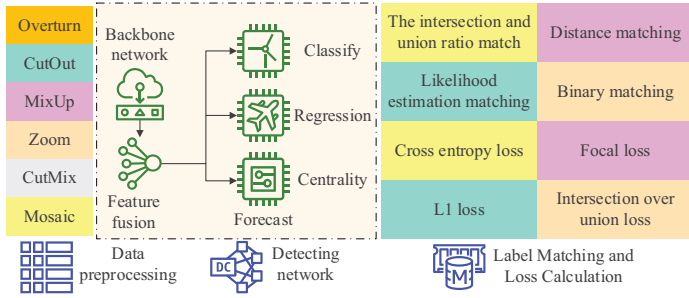 Overturn
CutOut
MixUp
Zoom
CutMix
Mosaic
Backbone
network
Feature
fusion
Classify
Regression
Centrality
Forecast
The intersection and
union ratio match
Distance matching
Likelihood
estimation matching
Binary matching
Cross entropy loss
Focal loss
L1 loss
Intersection over
union loss
Data
preprocessing
DC
Detecting
network
M
Label Matching and
Loss Calculation